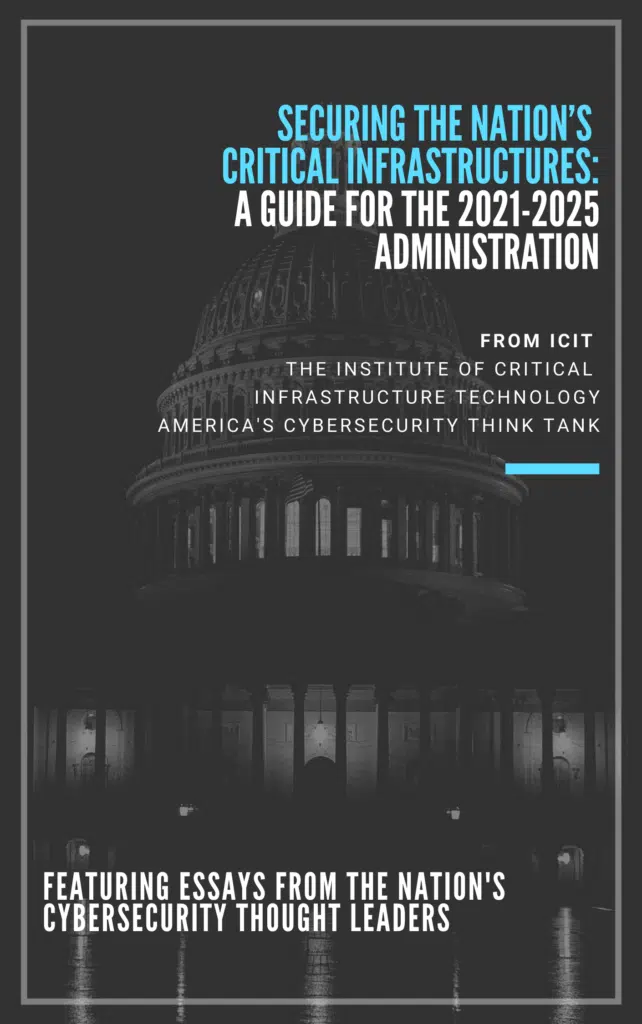 SECURING THE NATION’S
CRITICAL INFRASTRUCTURES:
A GUIDE FOR THE 2021-2025
ADMINISTRATION
FROM ICIT
THE INSTITUTE OF CRITICAL
INFRASTRUCTURE TECHNOLOGY
AMERICA'S CYBERSECURITY THINK TANK
FEATURING ESSAYS FROM THE NATION'S
CYBERSECURITY THOUGHT LEADERS